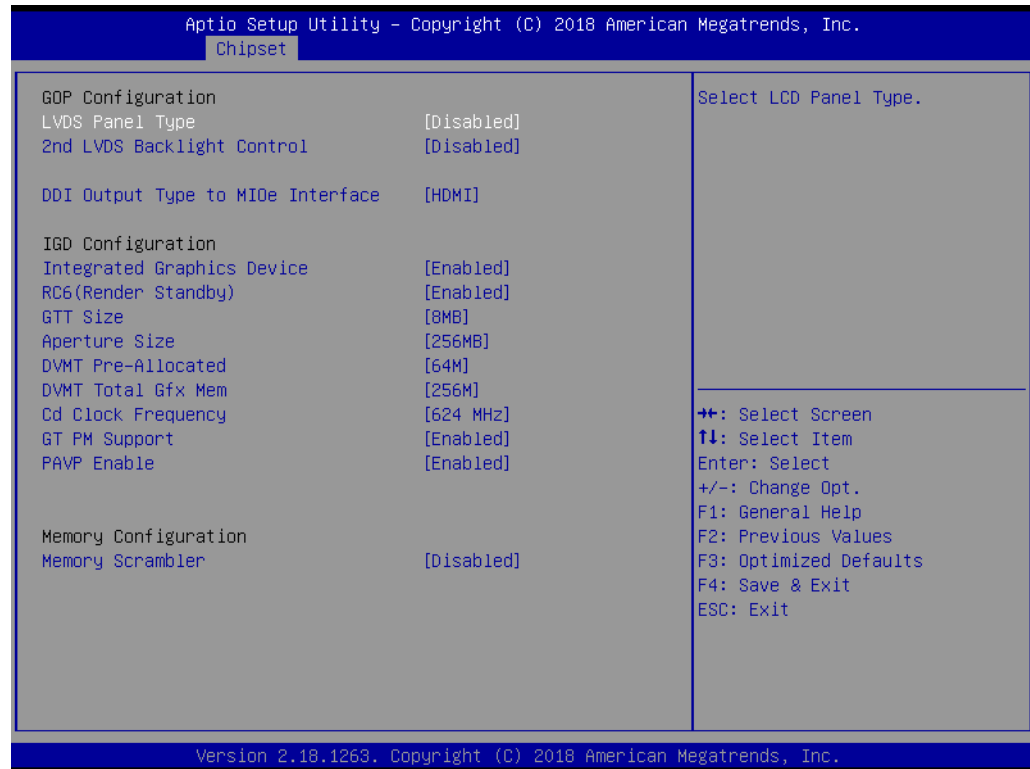 Aptio Setup Utility – Copyright (C) 2018 American Megatrends, Inc.
Chipset
GOP Configuration
LVDS Panel Type [Disabled]
2nd LVDS Backlight Control [Disabled]
DDI Output Type to MIOe Interface [HDMI]
IGD Configuration
Integrated Graphics Device [Enabled]
RC6(Render Standby) [Enabled]
GTT Size [8MB]
Aperture Size [256MB]
DVMT Pre-Allocated [64M]
DVMT Total Gfx Mem [256M]
Cd Clock Frequency [624 MHz]
GT PM Support [Enabled]
PAVP Enable [Enabled]
Memory Configuration
Memory Scrambler [Disabled]
Select LCD Panel Type.
→←: Select Screen
↑↓: Select Item
Enter: Select
+/-: Change Opt.
F1: General Help
F2: Previous Values
F3: Optimized Defaults
F4: Save & Exit
ESC: Exit
Version 2.18.1263. Copyright (C) 2018 American Megatrends, Inc.